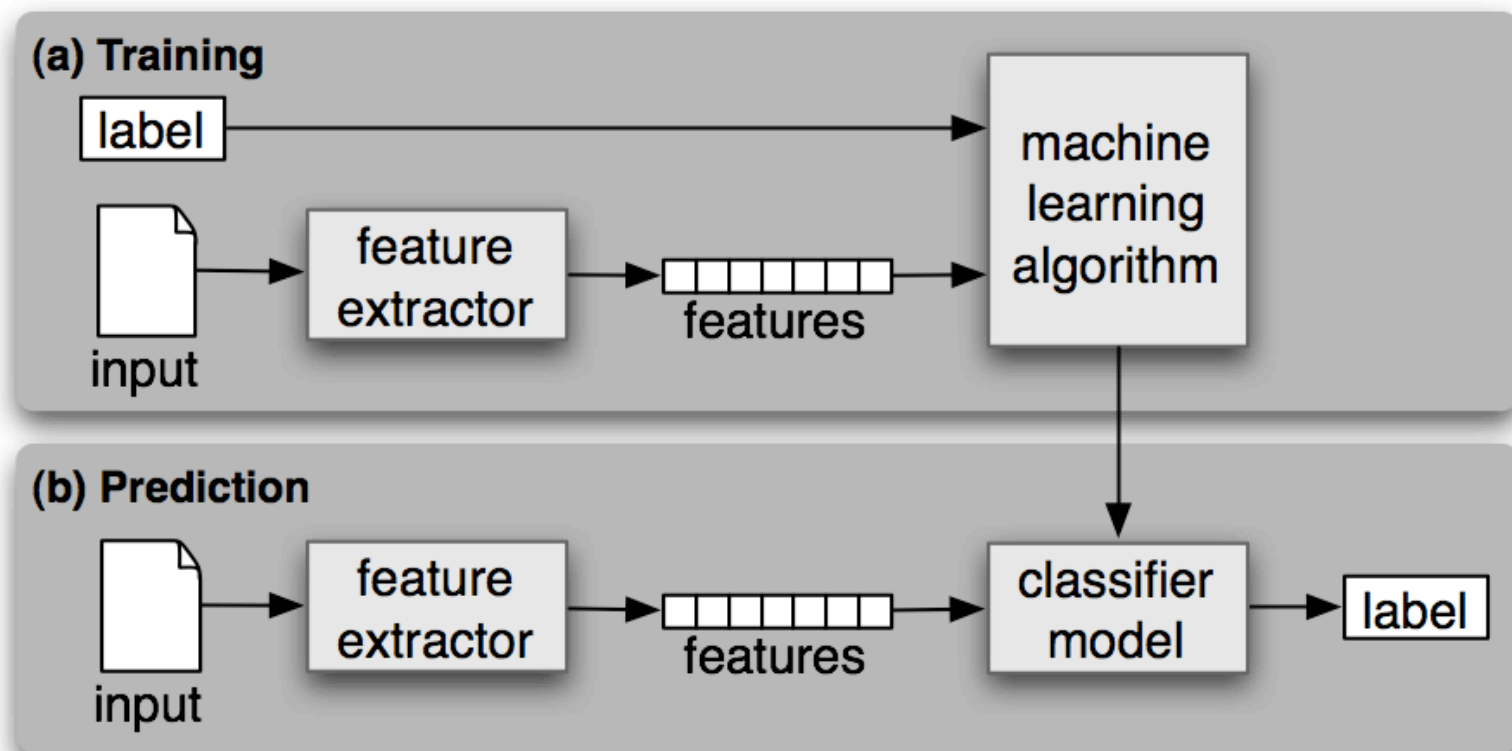 (a) Training
label
machine
learning
algorithm
feature
extractor
features
input
(b) Prediction
feature
extractor
features
input
classifier
model
label